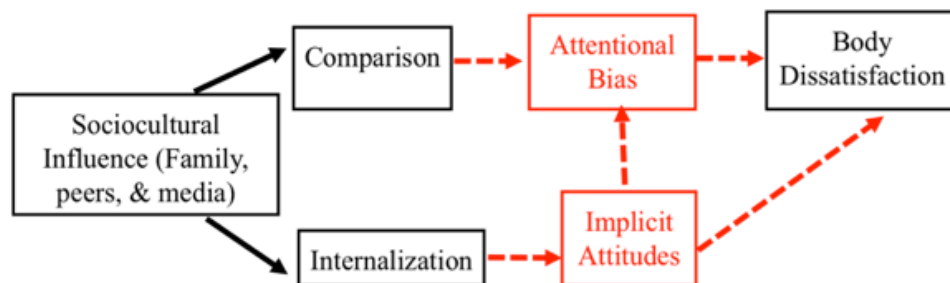 Sociocultural
Influence (Family,
peers, & media)
Comparison
Internalization
Attentional
Bias
Implicit
Attitudes
Body
Dissatisfaction